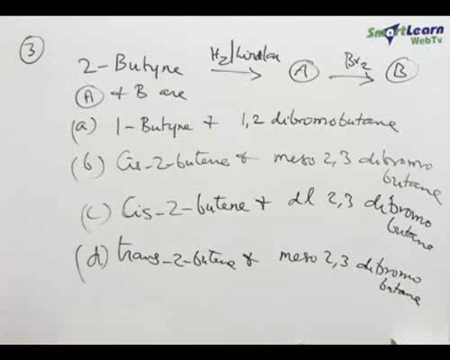 SmartLearn
WebTv
3
2-Butyne H2/Lindlar → A Br2 → B
A & B are
(a) 1-Butyne & 1,2 dibromobutane
(b) Cis-2-butene & meso 2,3 dibromo
butane
(c) Cis-2-butene & dl 2,3 dibromo
butane
(d) trans-2-butene & meso 2,3 dibromo
butane